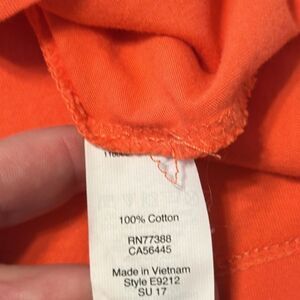 100% Cotton
RN77388
CA56445
Made in Vietnam
Style E9212
SU 17